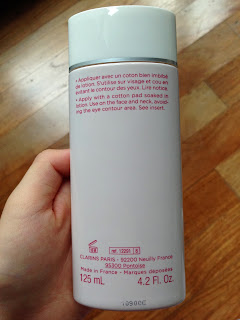 • Appliquer avec un coton bien imbibé
de lotion. S'utilise sur visage et cou en
évitant le contour des yeux. Lire notice.
• Apply with a cotton pad soaked in
lotion. Use on the face and neck, avoid-
ing the eye contour area. See insert.
CLARINS PARIS - 92200 Neuilly France
95300 Pontoise
Made in France - Marques déposées
125 mL 4.2 Fl. Oz.